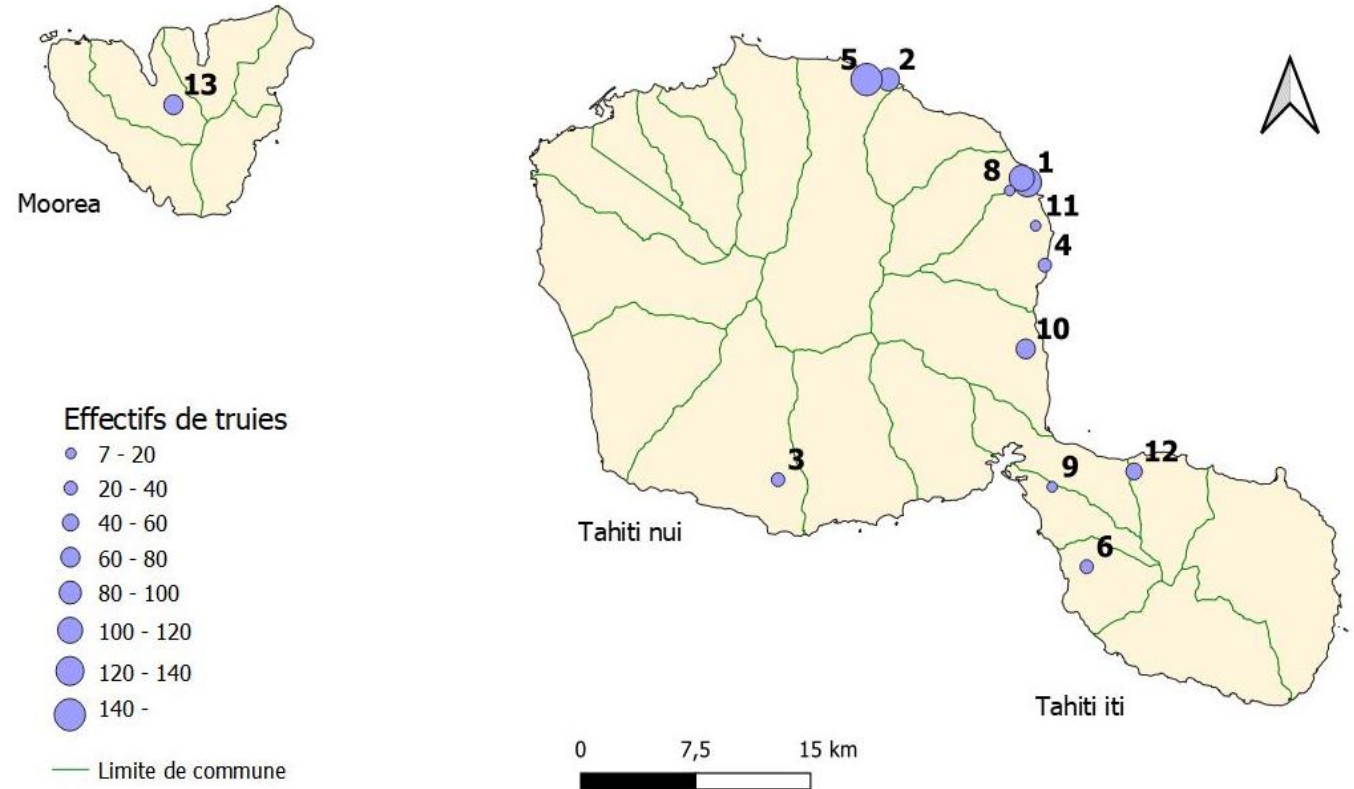 13
Moorea
5 2
8 1
11
4
10
3
9 12
6
Tahiti nui
Tahiti iti
Effectifs de truies
7 - 20
20 - 40
40 - 60
60 - 80
80 - 100
100 - 120
120 - 140
140 -
Limite de commune
0 7,5 15 km